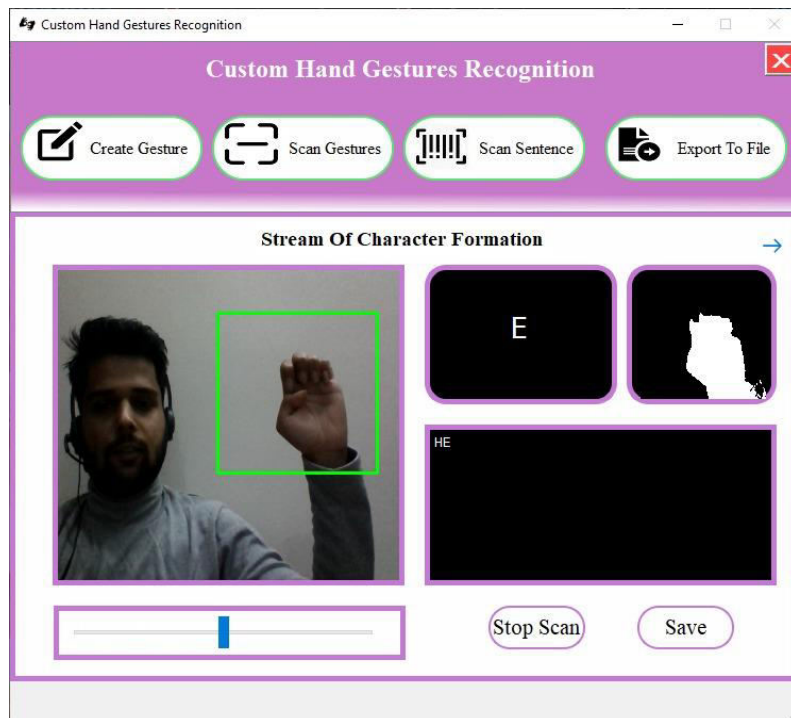 Custom Hand Gestures Recognition
Custom Hand Gestures Recognition
Create Gesture
Scan Gestures
Scan Sentence
Export To File
Stream Of Character Formation
E
HE
Stop Scan
Save